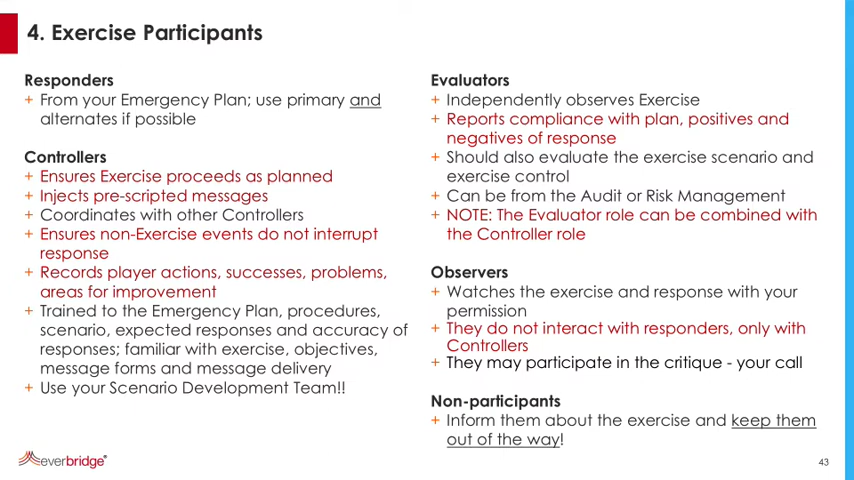 4. Exercise Participants
Responders
+ From your Emergency Plan; use primary and
alternates if possible
Controllers
+ Ensures Exercise proceeds as planned
+ Injects pre-scripted messages
+ Coordinates with other Controllers
+ Ensures non-Exercise events do not interrupt
response
+ Records player actions, successes, problems,
areas for improvement
+ Trained to the Emergency Plan, procedures,
scenario, expected responses and accuracy of
responses; familiar with exercise, objectives,
message forms and message delivery
+ Use your Scenario Development Team!!
Evaluators
+ Independently observes Exercise
+ Reports compliance with plan, positives and
negatives of response
+ Should also evaluate the exercise scenario and
exercise control
+ Can be from the Audit or Risk Management
+ NOTE: The Evaluator role can be combined with
the Controller role
Observers
+ Watches the exercise and response with your
permission
+ They do not interact with responders, only with
Controllers
+ They may participate in the critique - your call
Non-participants
+ Inform them about the exercise and keep them
out of the way!
everbridge®
43